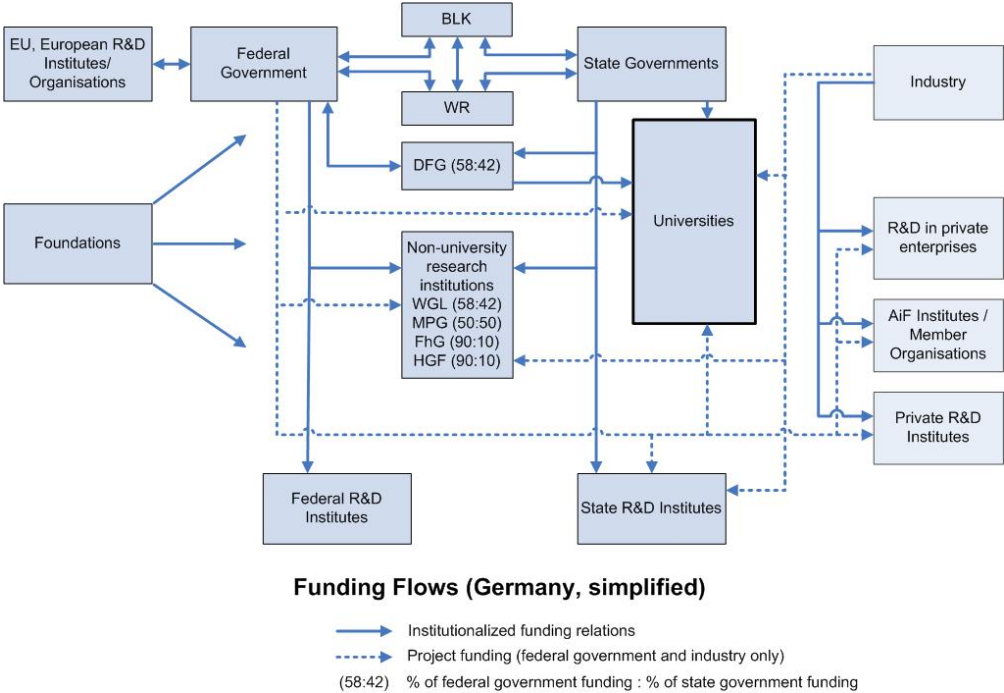 EU, European R&D
Institutes/
Organisations
Federal
Government
BLK
WR
State Governments
Industry
DFG (58:42)
Universities
Foundations
Non-university
research
institutions
WGL (58:42)
MPG (50:50)
FhG (90:10)
HGF (90:10)
R&D in private
enterprises
AiF Institutes /
Member
Organisations
Private R&D
Institutes
Federal R&D
Institutes
State R&D Institutes
Funding Flows (Germany, simplified)
Institutionalized funding relations
Project funding (federal government and industry only)
(58:42) % of federal government funding : % of state government funding